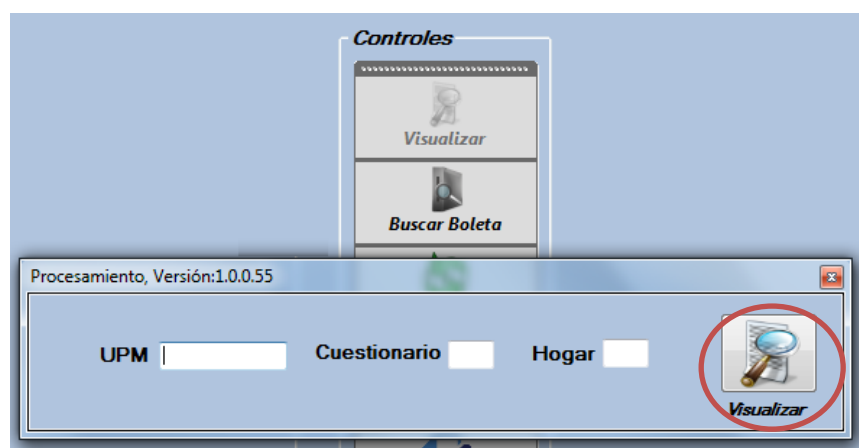 Controles
Visualizar
Buscar Boleta
Procesamiento, Versión:1.0.0.55
UPM
Cuestionario
Hogar
Visualizar